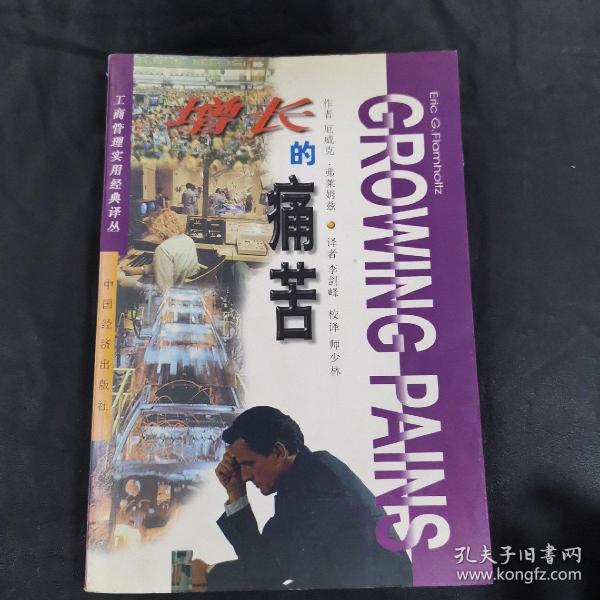 工商管理实用经典译丛
中国经济出版社
增长
的
痛苦
作者 厄威克·弗莱姆兹 译者 李剑峰 校译 师少林
Eric G.Flamholtz
GROWING PAINS
孔夫子旧书网
www.kongfz.com